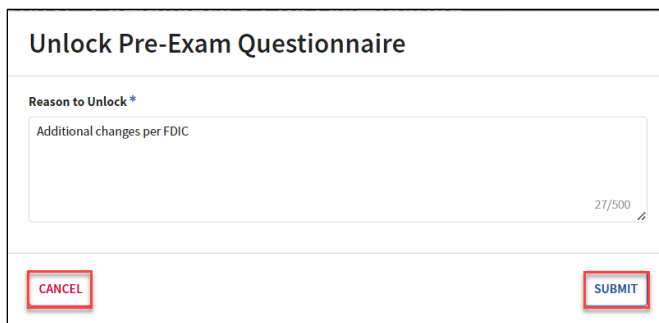 Unlock Pre-Exam Questionnaire
Reason to Unlock *
Additional changes per FDIC
27/500
CANCEL
SUBMIT